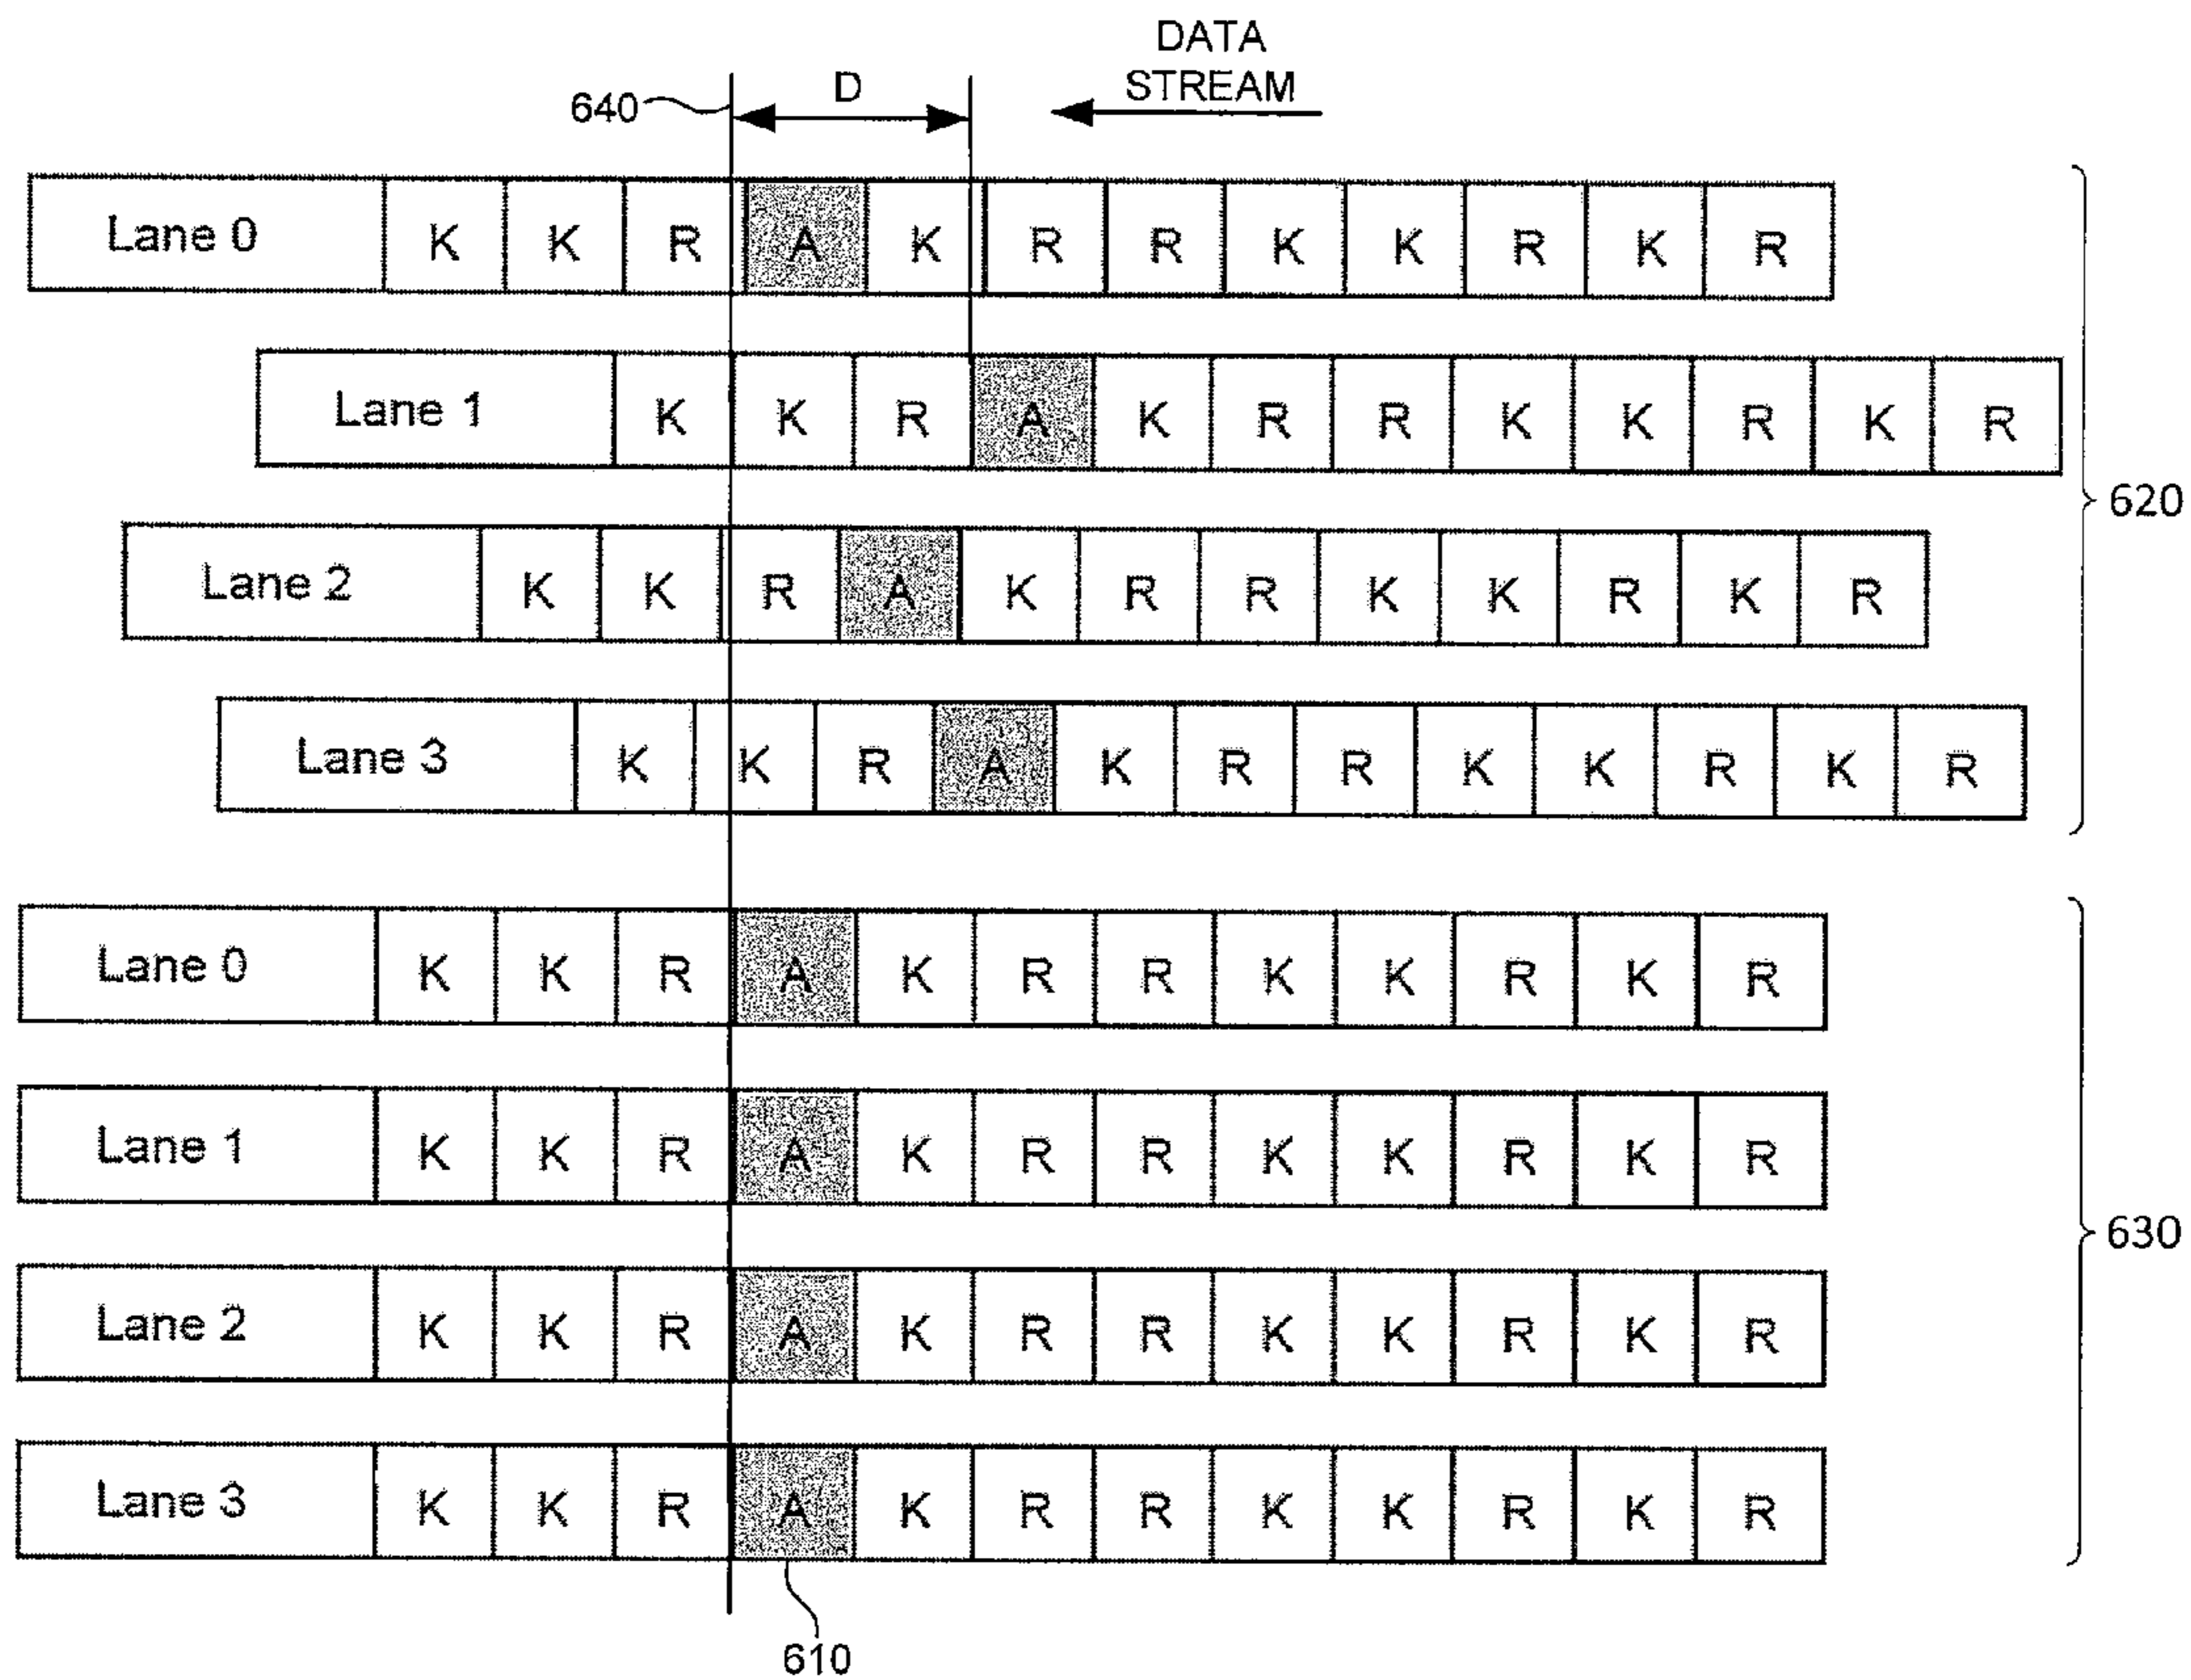 DATA
STREAM
D
640
Lane 0 K K R A K R R K K R K R
Lane 1 K K R A K R R K K R K R
620
Lane 2 K K R A K R R K K R K R
Lane 3 K K R A K R R K K R K R
Lane 0 K K R A K R R K K R K R
Lane 1 K K R A K R R K K R K R
630
Lane 2 K K R A K R R K K R K R
Lane 3 K K R A K R R K K R K R
610